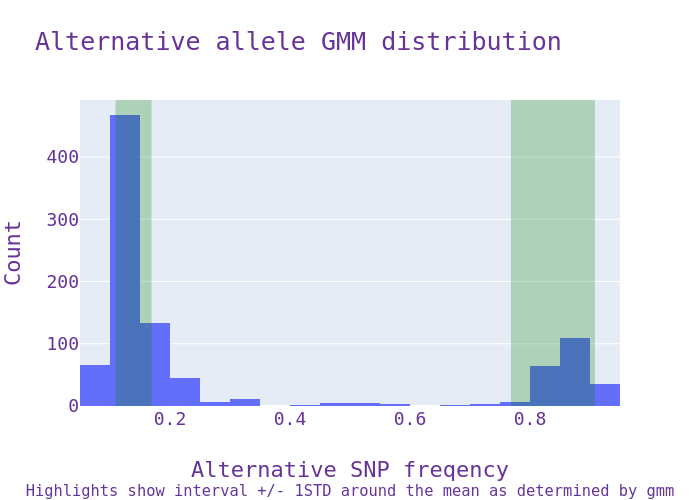 Alternative allele GMM distribution
400
300
200
100
0
Count
0.2 0.4 0.6 0.8
Alternative SNP freqency
Highlights show interval +/- 1STD around the mean as determined by gmm